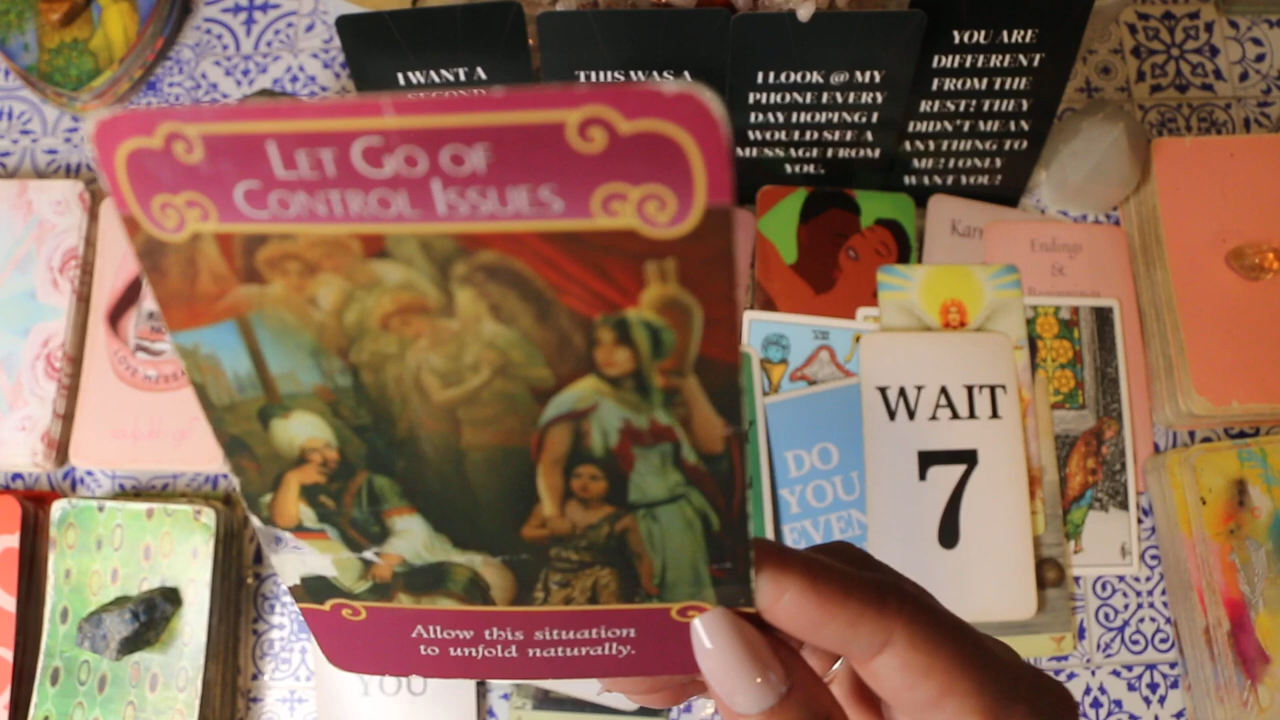 I WANT A
SECOND
THIS WAS A
I LOOK @ MY
PHONE EVERY
DAY HOPING I
WOULD SEE A
MESSAGE FROM
YOU.
YOU ARE
DIFFERENT
FROM THE
REST! THEY
DIDN'T MEAN
ANYTHING TO
ME! I ONLY
WANT YOU!
LET GO OF
CONTROL ISSUES
Allow this situation
to unfold naturally.
Endings
&
VII
DO
YOU
EVEN
WAIT
7
YOU